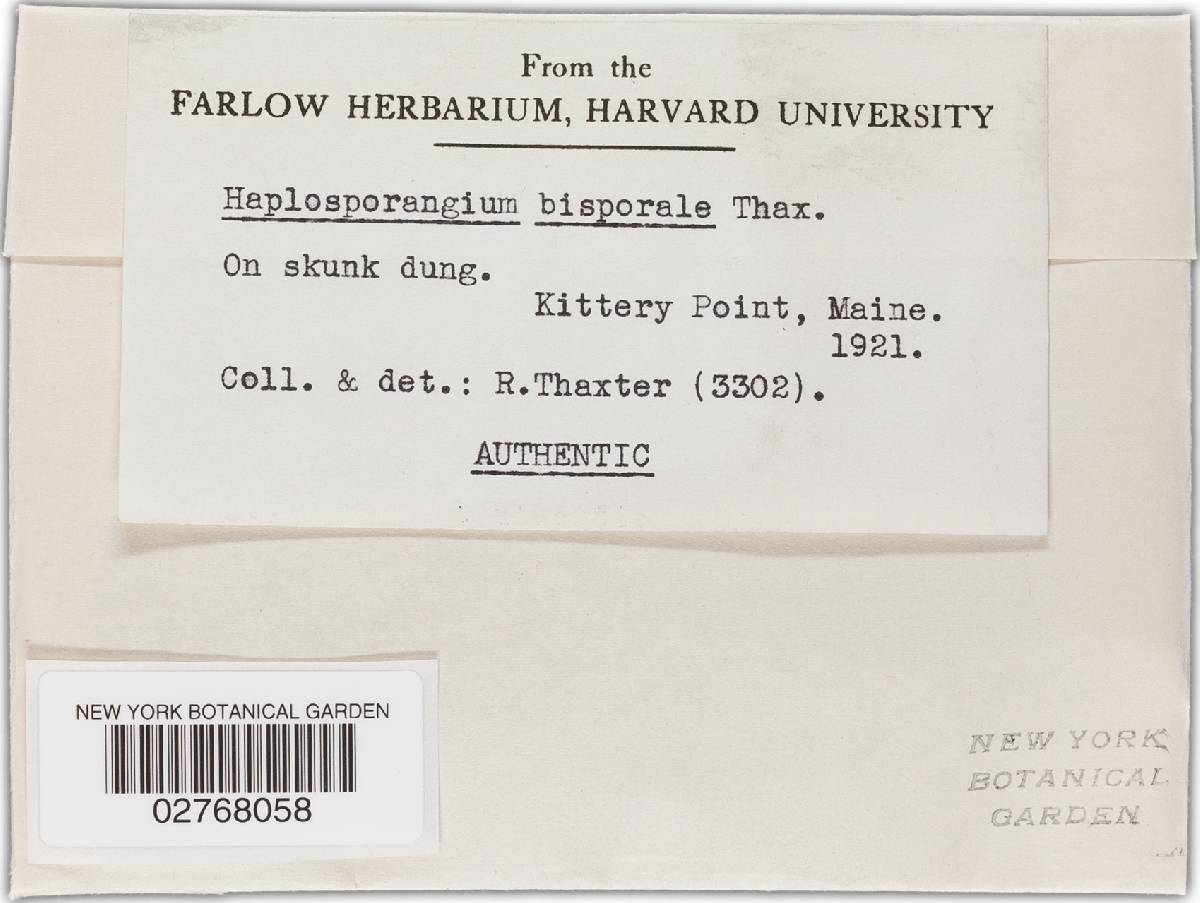 From the
FARLOW HERBARIUM, HARVARD UNIVERSITY
Haplosporangium bisporale Thax.
On skunk dung.
Kittery Point, Maine.
1921.
Coll. & det.: R.Thaxter (3302).
AUTHENTIC
NEW YORK BOTANICAL GARDEN
02768058
NEW YORK
BOTANICAL
GARDEN